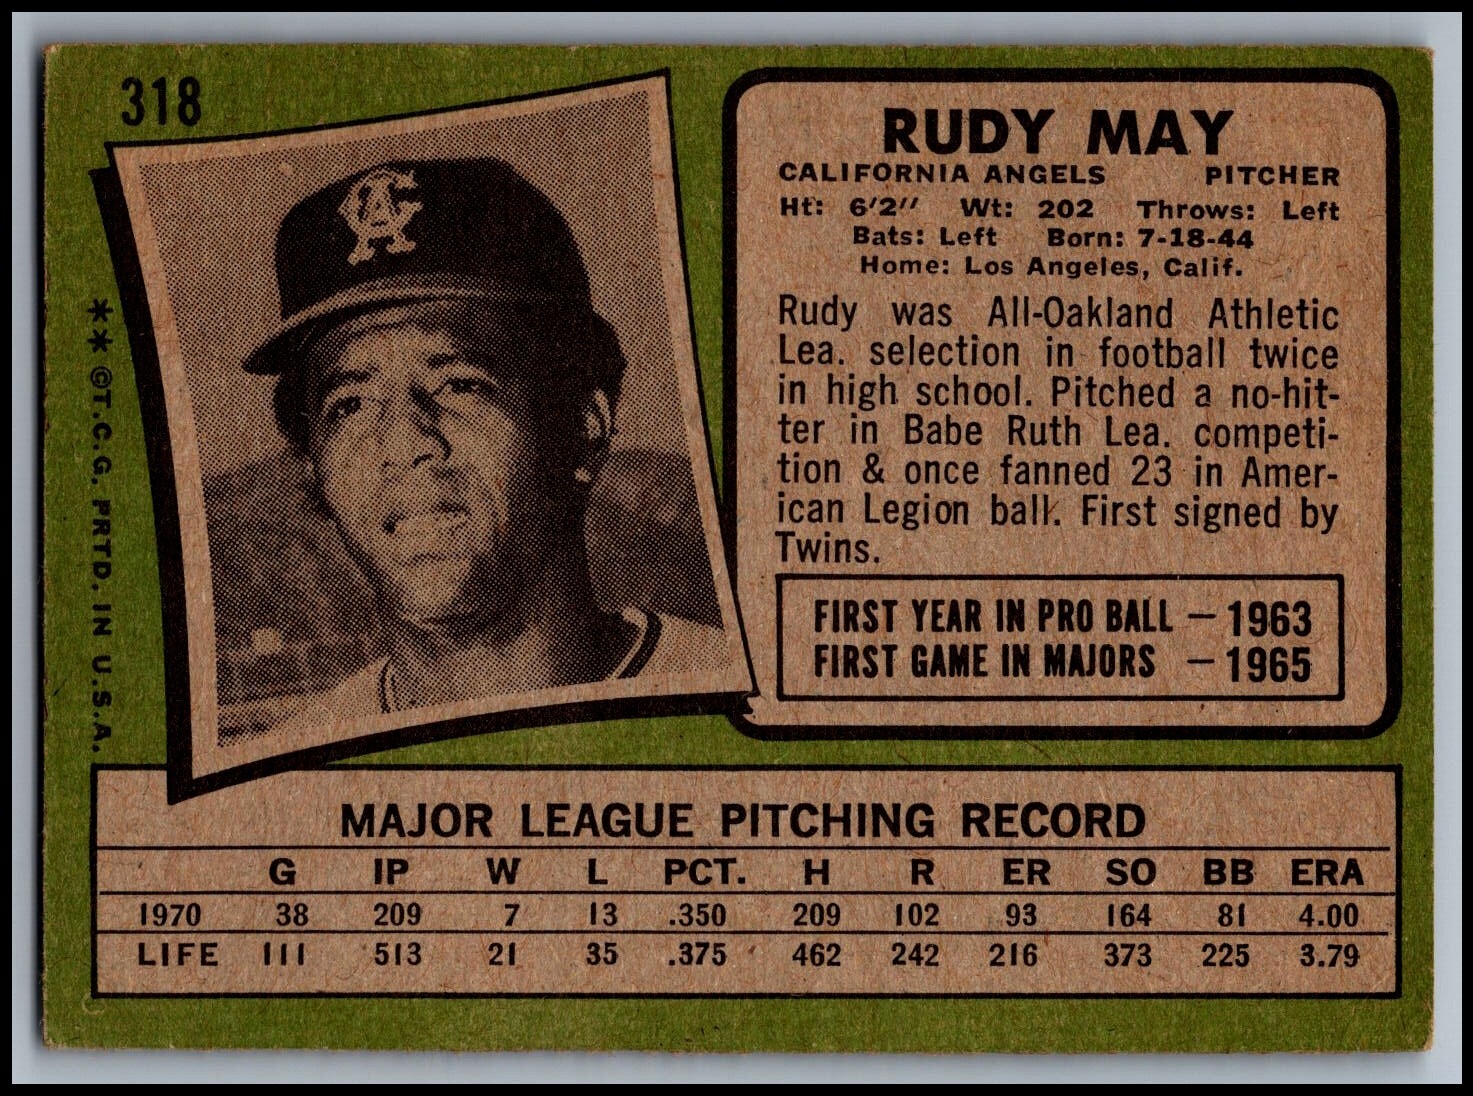 318
RUDY MAY
CALIFORNIA ANGELS PITCHER
Ht: 6'2" Wt: 202 Throws: Left
Bats: Left Born: 7-18-44
Home: Los Angeles, Calif.
Rudy was All-Oakland Athletic
Lea. selection in football twice
in high school. Pitched a no-hit-
ter in Babe Ruth Lea. competi-
tion & once fanned 23 in Amer-
ican Legion ball. First signed by
Twins.
FIRST YEAR IN PRO BALL — 1963
FIRST GAME IN MAJORS — 1965
CA
** ©T.C.G. PRTD. IN U.S.A.
MAJOR LEAGUE PITCHING RECORD
G IP W L PCT. H R ER SO BB ERA
1970 38 209 7 13 .350 209 102 93 164 81 4.00
LIFE 111 513 21 35 .375 462 242 216 373 225 3.79